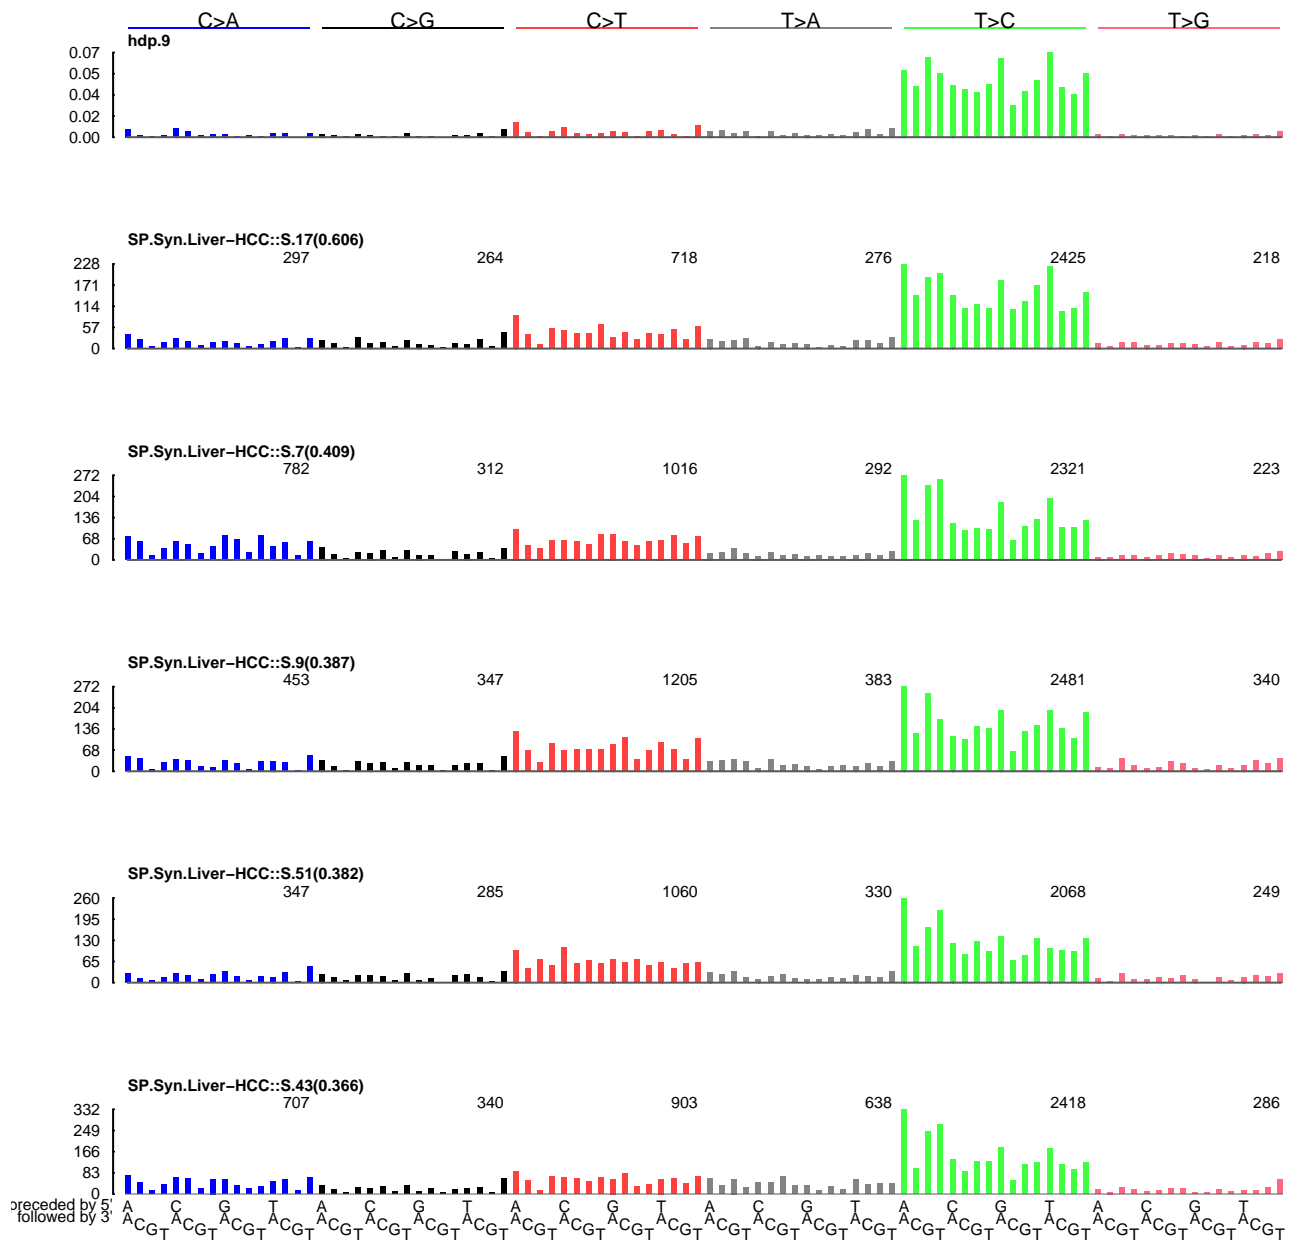 C>A C>G C>T T>A T>C T>G
hdp.9
0.07
0.05
0.04
0.02
0.00
SP.Syn.Liver−HCC::S.17(0.606)
297 264 718 276 2425 218
228
171
114
57
0
SP.Syn.Liver−HCC::S.7(0.409)
782 312 1016 292 2321 223
272
204
136
68
0
SP.Syn.Liver−HCC::S.9(0.387)
453 347 1205 383 2481 340
272
204
136
68
0
SP.Syn.Liver−HCC::S.51(0.382)
347 285 1060 330 2068 249
260
195
130
65
0
SP.Syn.Liver−HCC::S.43(0.366)
707 340 903 638 2418 286
332
249
166
83
0
preceded by 5' A C G T A C G T A C G T A C G T A C G T A C G T
followed by 3' A C G T A C G T A C G T A C G T A C G T A C G T A C G T A C G T A C G T A C G T A C G T A C G T A C G T A C G T A C G T A C G T A C G T A C G T A C G T A C G T A C G T A C G T A C G T A C G T